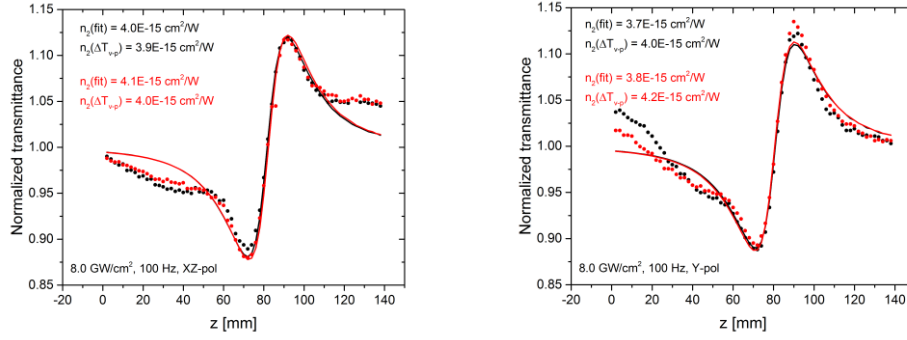 n₂(fit) = 4.0E-15 cm²/W
n₂(ΔTᵥ₋ₚ) = 3.9E-15 cm²/W
n₂(fit) = 4.1E-15 cm²/W
n₂(ΔTᵥ₋ₚ) = 4.0E-15 cm²/W
8.0 GW/cm², 100 Hz, XZ-pol
Normalized transmittance
1.15
1.10
1.05
1.00
0.95
0.90
0.85
-20 0 20 40 60 80 100 120 140
z [mm]
n₂(fit) = 3.7E-15 cm²/W
n₂(ΔTᵥ₋ₚ) = 4.0E-15 cm²/W
n₂(fit) = 3.8E-15 cm²/W
n₂(ΔTᵥ₋ₚ) = 4.2E-15 cm²/W
8.0 GW/cm², 100 Hz, Y-pol
Normalized transmittance
1.15
1.10
1.05
1.00
0.95
0.90
0.85
-20 0 20 40 60 80 100 120 140
z [mm]